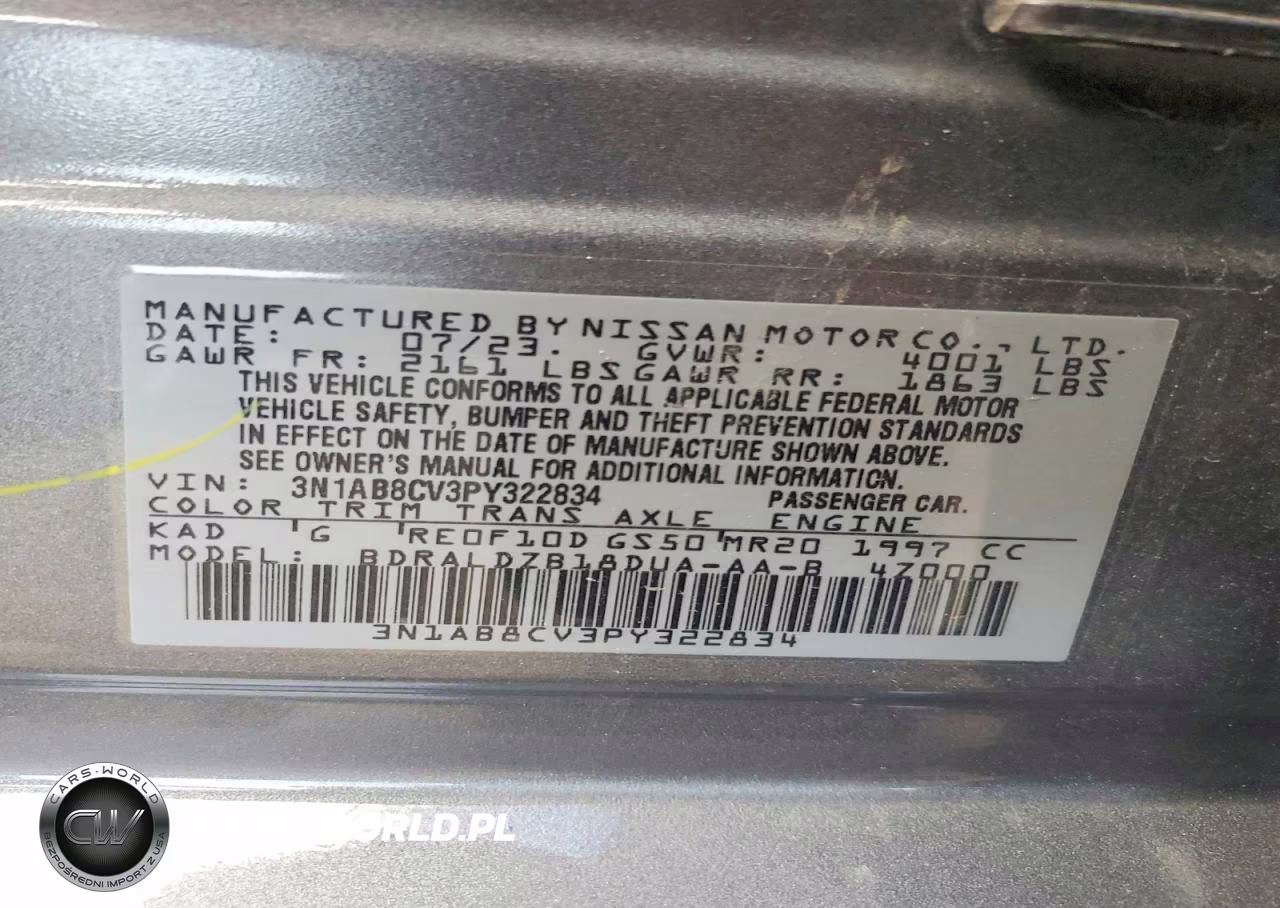 MANUFACTURED BY NISSAN MOTOR CO., LTD.
DATE: 07/23. GVWR: 4001 LBS
GAWR FR: 2161 LBS GAWR RR: 1863 LBS
THIS VEHICLE CONFORMS TO ALL APPLICABLE FEDERAL MOTOR
VEHICLE SAFETY, BUMPER AND THEFT PREVENTION STANDARDS
IN EFFECT ON THE DATE OF MANUFACTURE SHOWN ABOVE.
SEE OWNER'S MANUAL FOR ADDITIONAL INFORMATION.
VIN: 3N1AB8CV3PY322834 PASSENGER CAR.
COLOR TRIM TRANS AXLE ENGINE
KAD G RE0F10D GS50 MR20 1997 CC
MODEL: BDRALDZB18DUA-AA-B 4Z000
3N1AB8CV3PY322834
CARS-WORLD
CW
BEZPOŚREDNI IMPORT Z USA
ORLD.PL